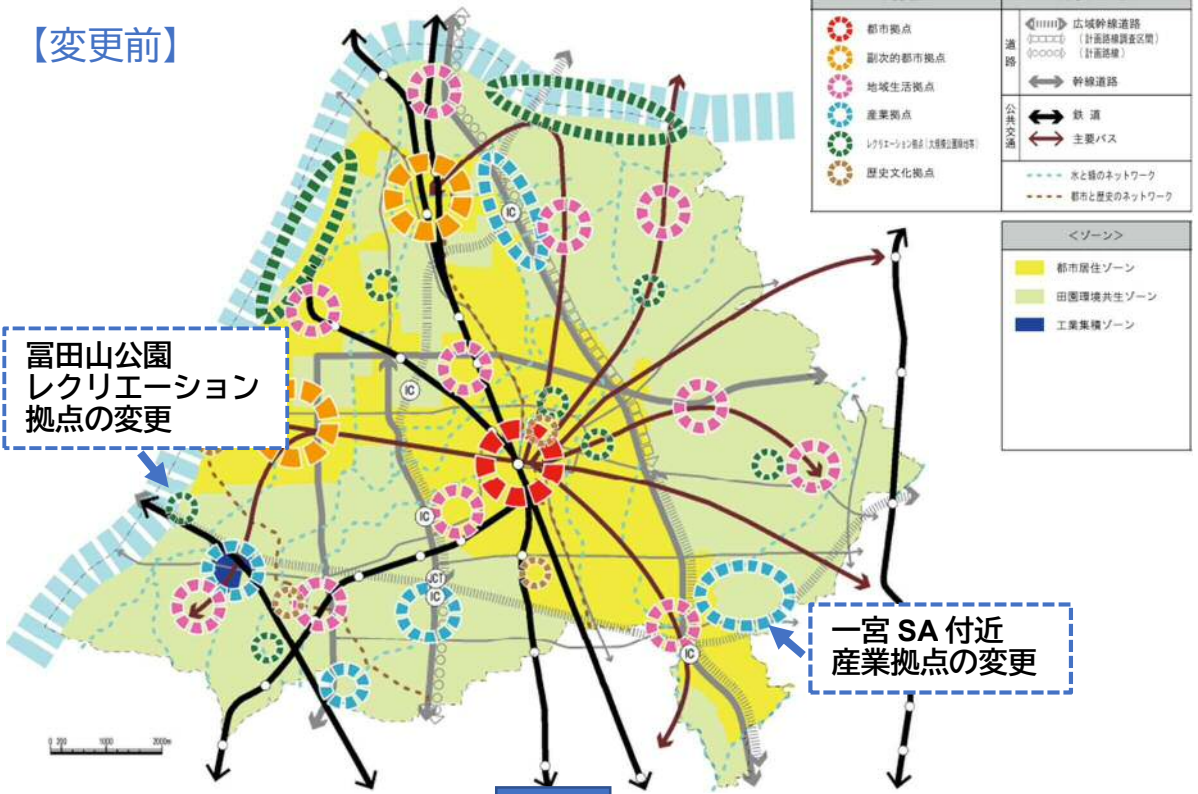 【変更前】
都市拠点
副次的都市拠点
地域生活拠点
産業拠点
レクリエーション拠点(大規模公園緑地等)
歴史文化拠点
道路
広域幹線道路
(計画路線調査区間)
(計画路線)
幹線道路
公共交通
鉄道
主要バス
水と緑のネットワーク
都市と歴史のネットワーク
<ゾーン>
都市居住ゾーン
田園環境共生ゾーン
工業集積ゾーン
IC
冨田山公園
レクリエーション
拠点の変更
IC
IC
JCT
IC
IC
一宮 SA 付近
産業拠点の変更
0 200 1000 2000m